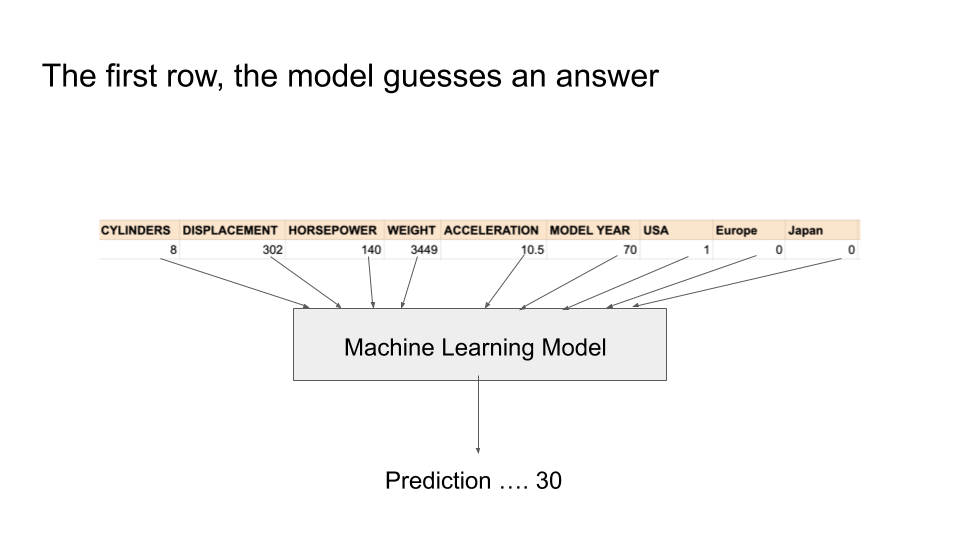 The first row, the model guesses an answer
CYLINDERS DISPLACEMENT HORSEPOWER WEIGHT ACCELERATION MODEL YEAR USA Europe Japan
8 302 140 3449 10.5 70 1 0 0
Machine Learning Model
Prediction …. 30